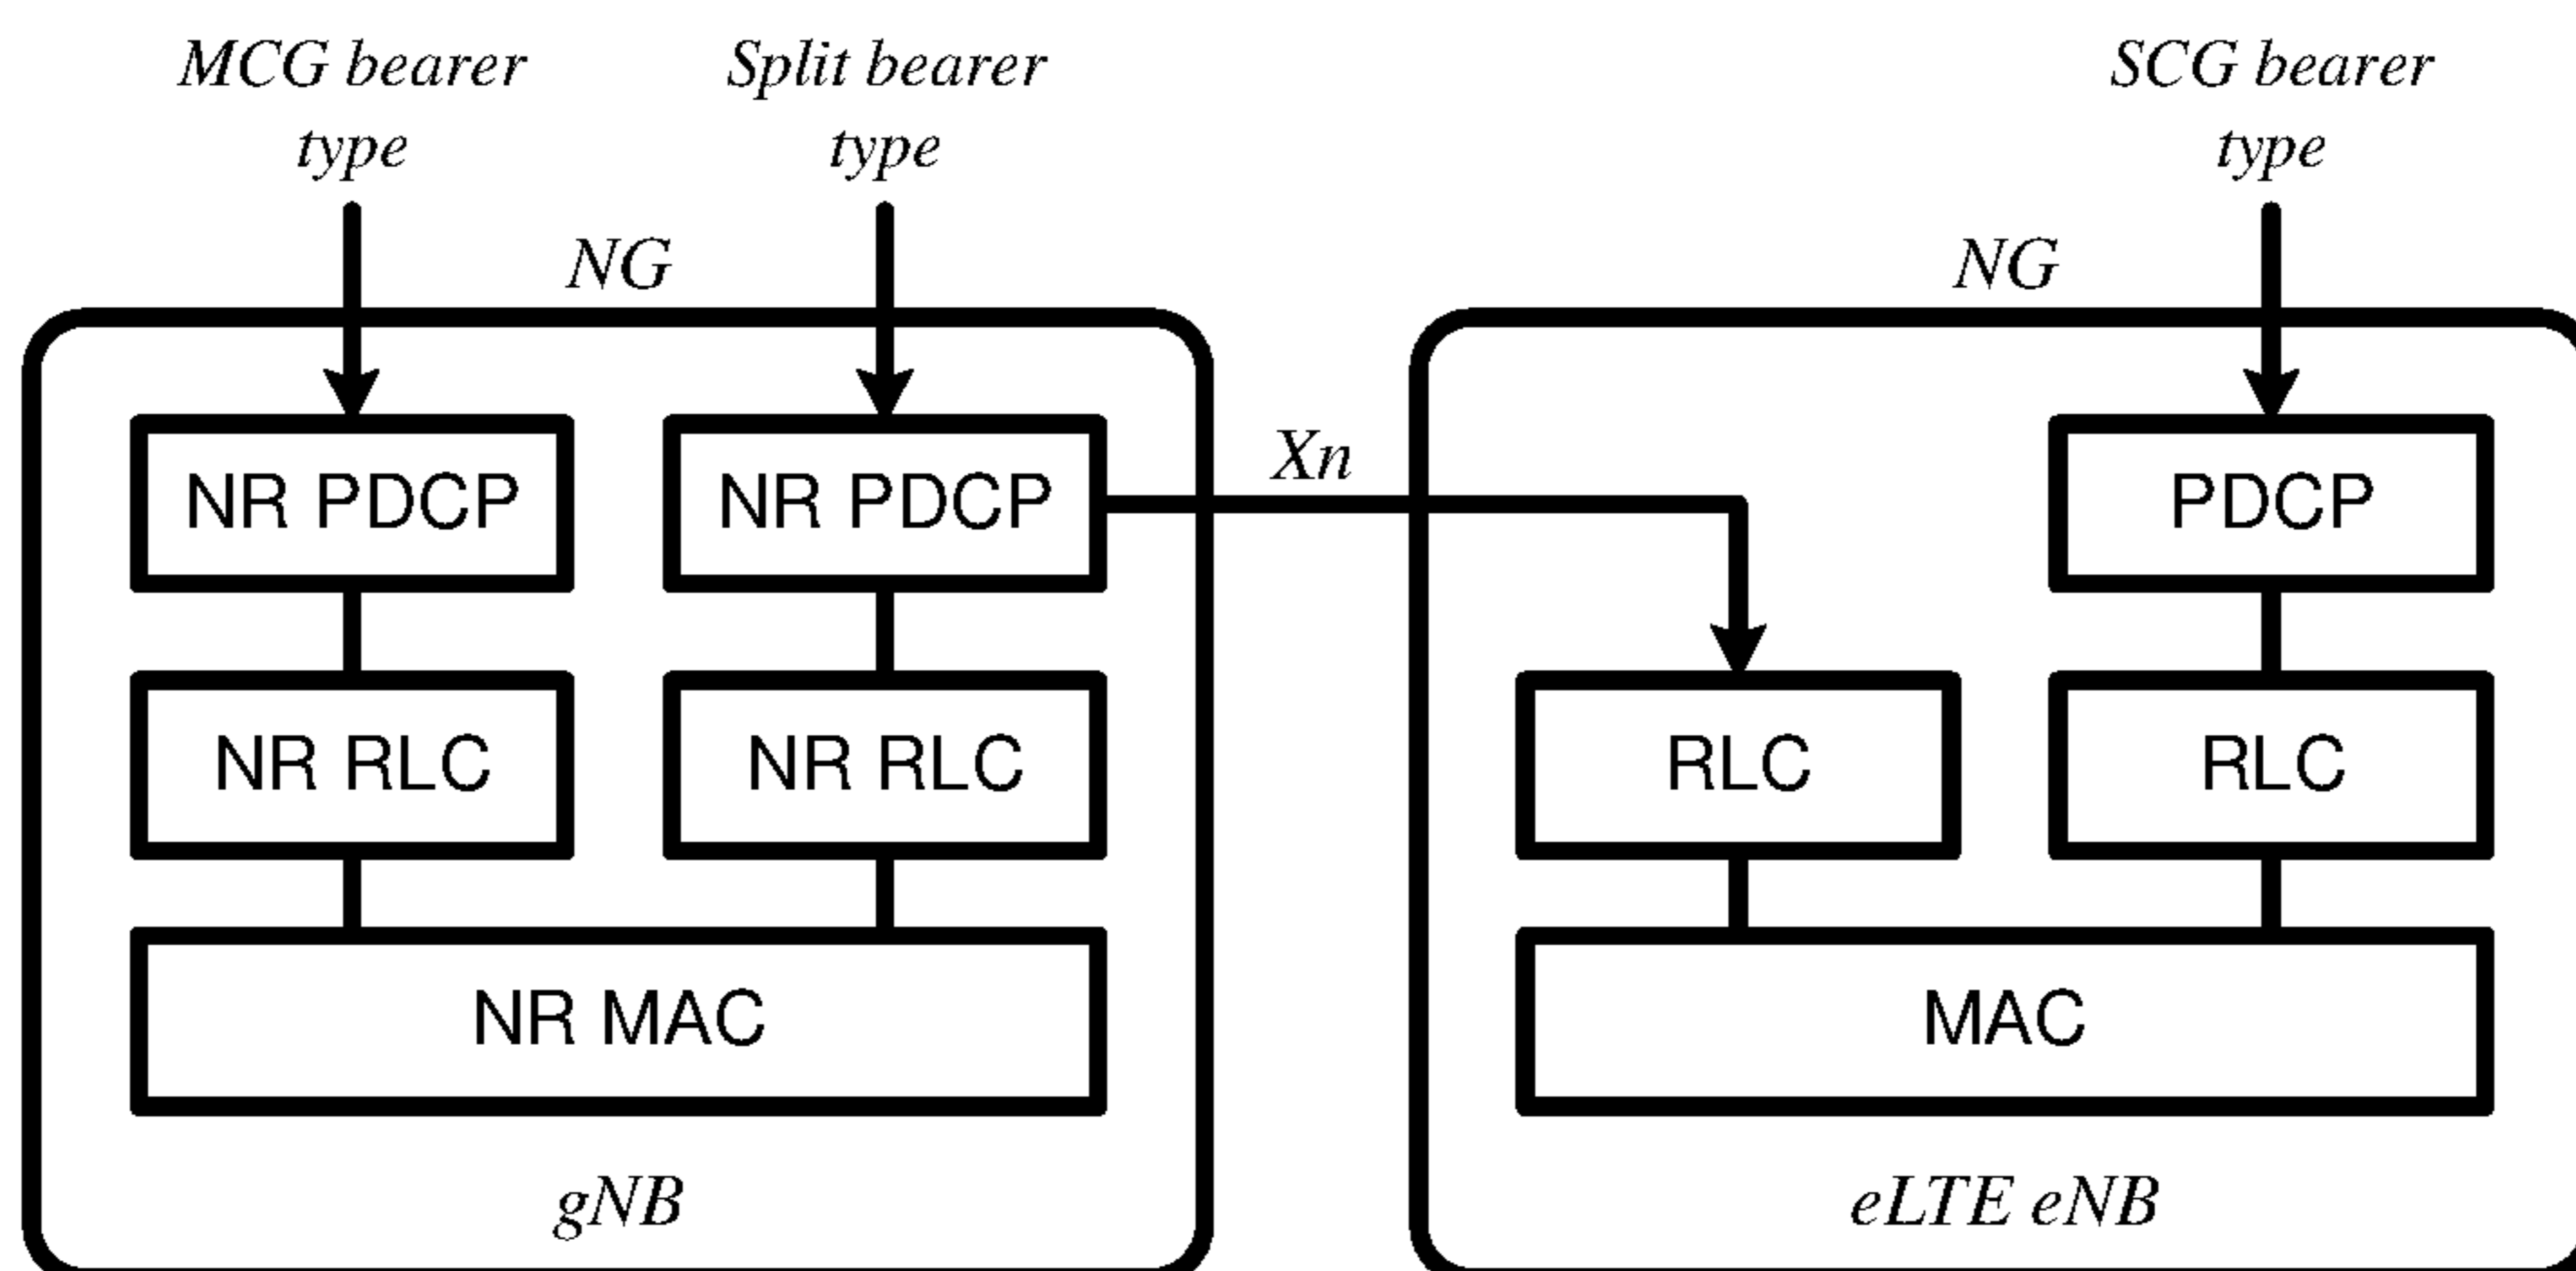 MCG bearer
type
Split bearer
type
SCG bearer
type
NG
NG
Xn
NR PDCP
NR PDCP
PDCP
NR RLC
NR RLC
RLC
RLC
NR MAC
MAC
gNB
eLTE eNB